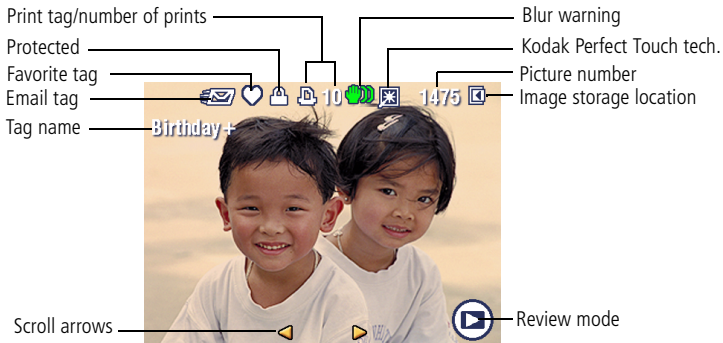 Print tag/number of prints
Protected
Favorite tag
Email tag
Tag name
Blur warning
Kodak Perfect Touch tech.
Picture number
Image storage location
10
1475
Birthday+
Scroll arrows
Review mode